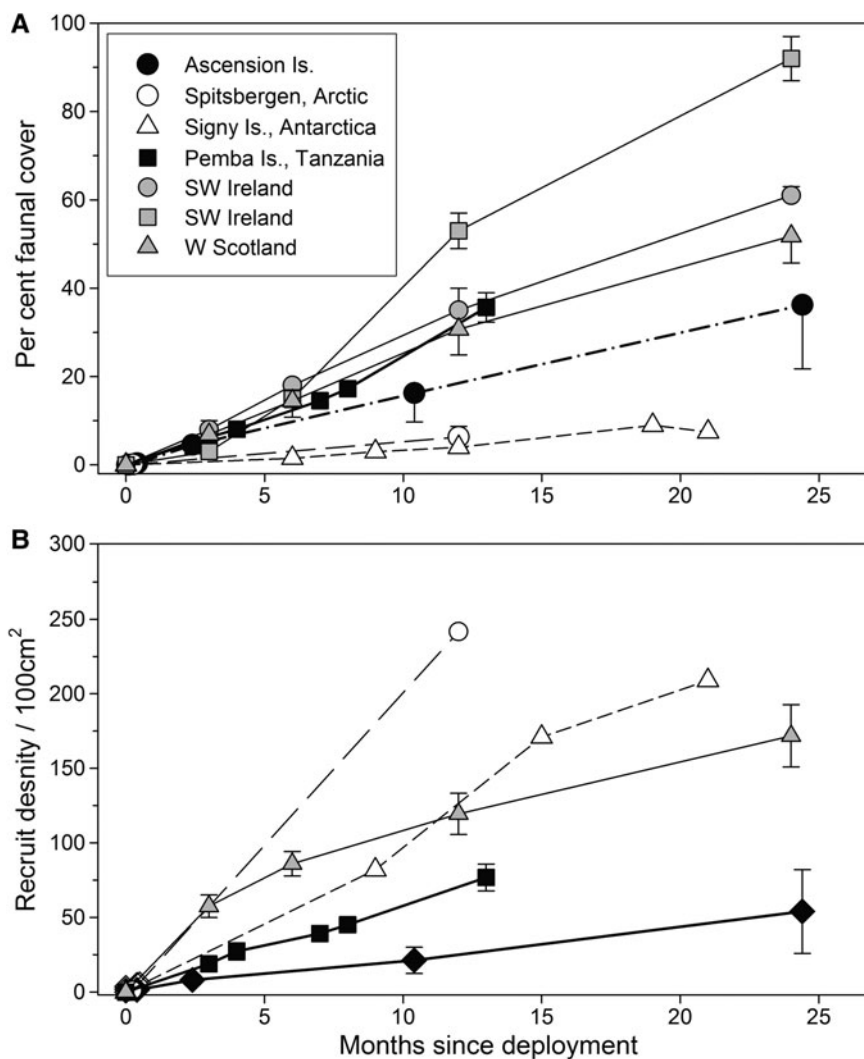 A
100
80
60
40
20
0
Per cent faunal cover
Ascension Is.
Spitsbergen, Arctic
Signy Is., Antarctica
Pemba Is., Tanzania
SW Ireland
SW Ireland
W Scotland
0 5 10 15 20 25
B
300
250
200
150
100
50
0
Recruit desnity / 100cm²
0 5 10 15 20 25
Months since deployment